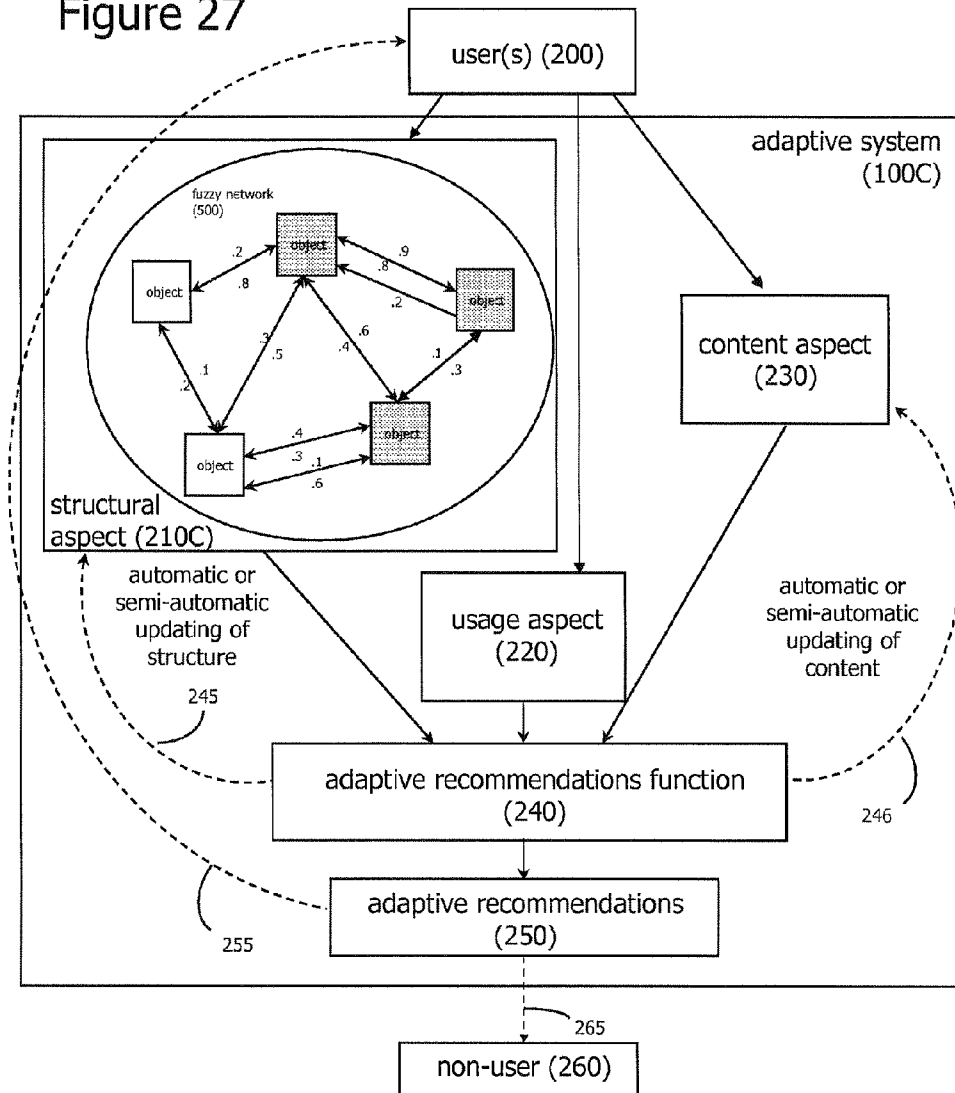 Figure 27
user(s) (200)
adaptive system
(100C)
fuzzy network
(500)
object
object
object
object
object
.2
.8
.9
.8
.2
.3
.5
.6
.4
.1
.3
.1
.2
.4
.3
.1
.6
structural
aspect (210C)
content aspect
(230)
usage aspect
(220)
automatic or
semi-automatic
updating of
structure
245
automatic or
semi-automatic
updating of
content
246
adaptive recommendations function
(240)
adaptive recommendations
(250)
255
265
non-user (260)